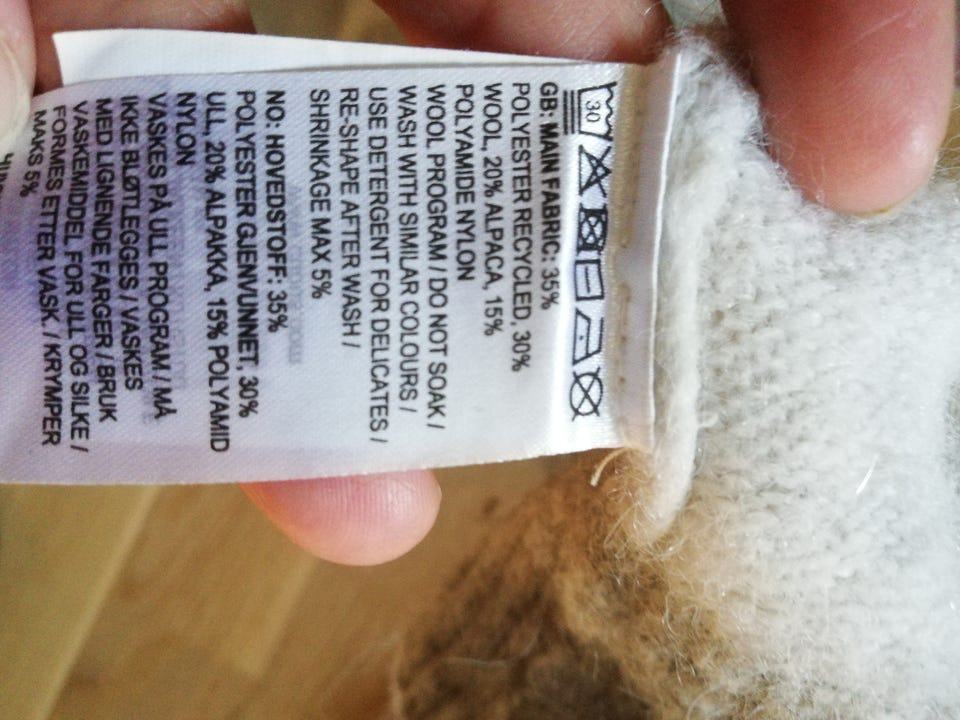 30
GB: MAIN FABRIC: 35%
POLYESTER RECYCLED, 30%
WOOL, 20% ALPACA, 15%
POLYAMIDE NYLON
WOOL PROGRAM / DO NOT SOAK /
WASH WITH SIMILAR COLOURS /
USE DETERGENT FOR DELICATES /
RE-SHAPE AFTER WASH /
SHRINKAGE MAX 5%
NO: HOVEDSTOFF: 35%
POLYESTER GJENVUNNET, 30%
ULL, 20% ALPAKKA, 15% POLYAMID
NYLON
VASKES PÅ ULL PROGRAM / MÅ
IKKE BLØTLEGGES / VASKES
MED LIGNENDE FARGER / BRUK
VASKEMIDDEL FOR ULL OG SILKE /
FORMES ETTER VASK / KRYMPER
MAKS 5%